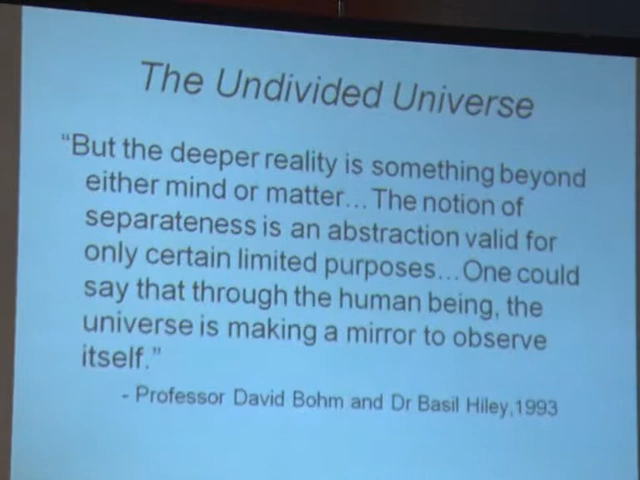 The Undivided Universe
“But the deeper reality is something beyond
either mind or matter... The notion of
separateness is an abstraction valid for
only certain limited purposes...One could
say that through the human being, the
universe is making a mirror to observe
itself.”
- Professor David Bohm and Dr Basil Hiley,1993